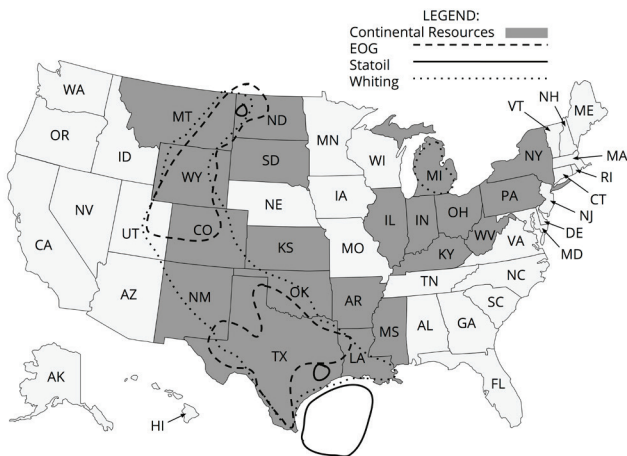 LEGEND:
Continental Resources
EOG
Statoil
Whiting
WA
MT
ND
MN
VT
NH
ME
OR
ID
SD
WI
MI
NY
MA
RI
CT
WY
IA
PA
NJ
NV
UT
CO
NE
IL
IN
OH
DE
MD
CA
KS
MO
WV
VA
KY
NC
AZ
NM
OK
AR
TN
SC
TX
LA
MS
AL
GA
AK
HI
FL